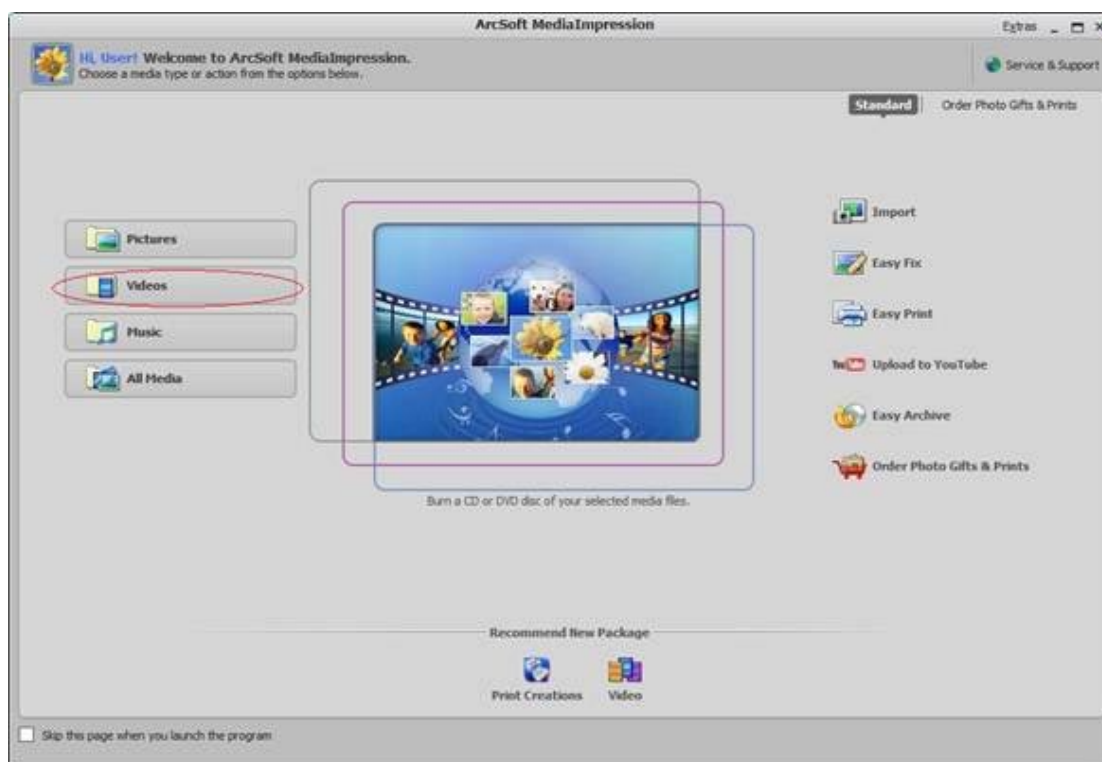 ArcSoft MediaImpression
Extras
Hi, User! Welcome to ArcSoft MediaImpression.
Choose a media type or action from the options below.
Service & Support
Standard
Order Photo Gifts & Prints
Pictures
Videos
Music
All Media
Import
Easy Fix
Easy Print
You Tube Upload to YouTube
Easy Archive
Order Photo Gifts & Prints
Burn a CD or DVD disc of your selected media files.
Recommend New Package
Print Creations
Video
Skip this page when you launch the program